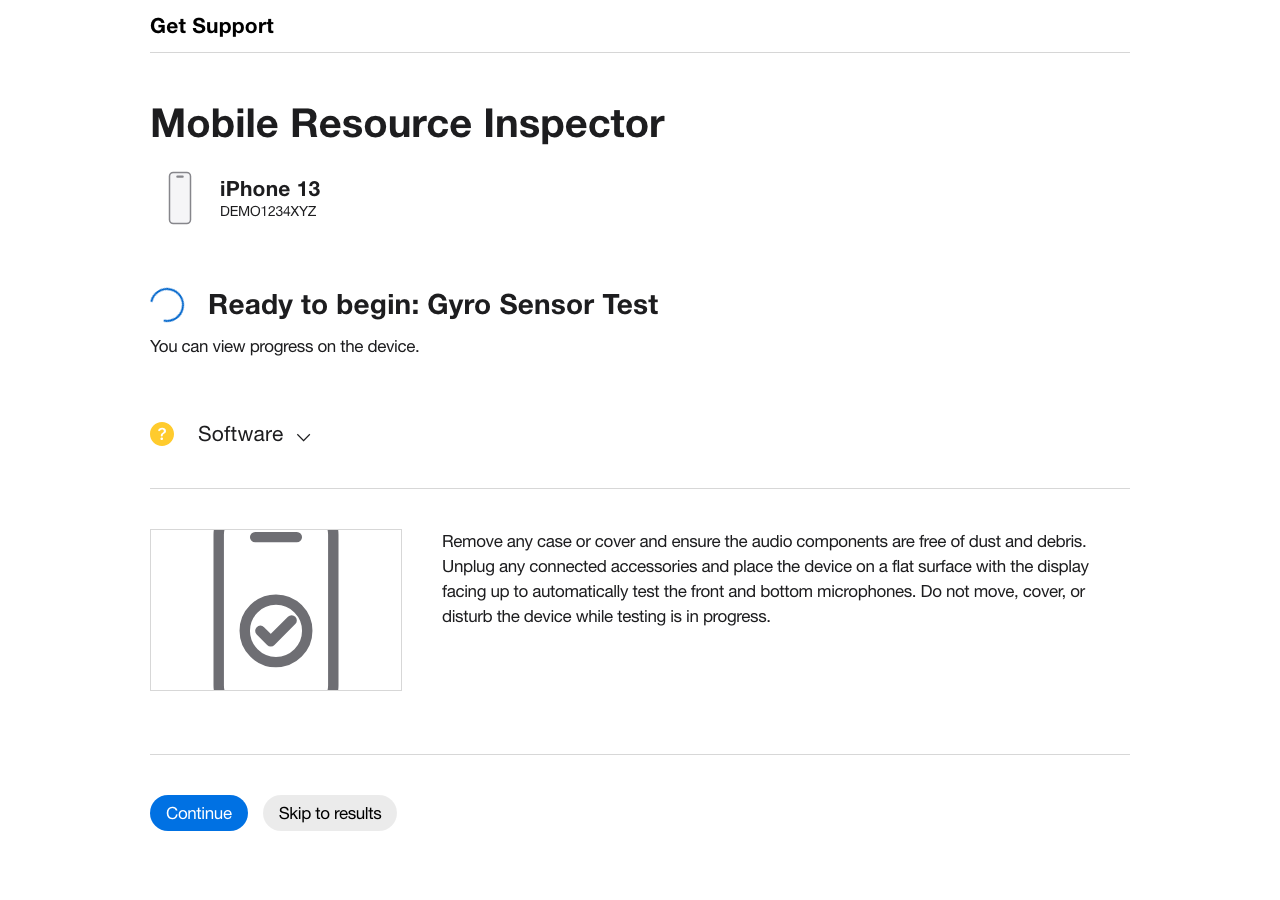 Get Support
Mobile Resource Inspector
iPhone 13
DEMO1234XYZ
Ready to begin: Gyro Sensor Test
You can view progress on the device.
? Software
Remove any case or cover and ensure the audio components are free of dust and debris.
Unplug any connected accessories and place the device on a flat surface with the display
facing up to automatically test the front and bottom microphones. Do not move, cover, or
disturb the device while testing is in progress.
Continue Skip to results